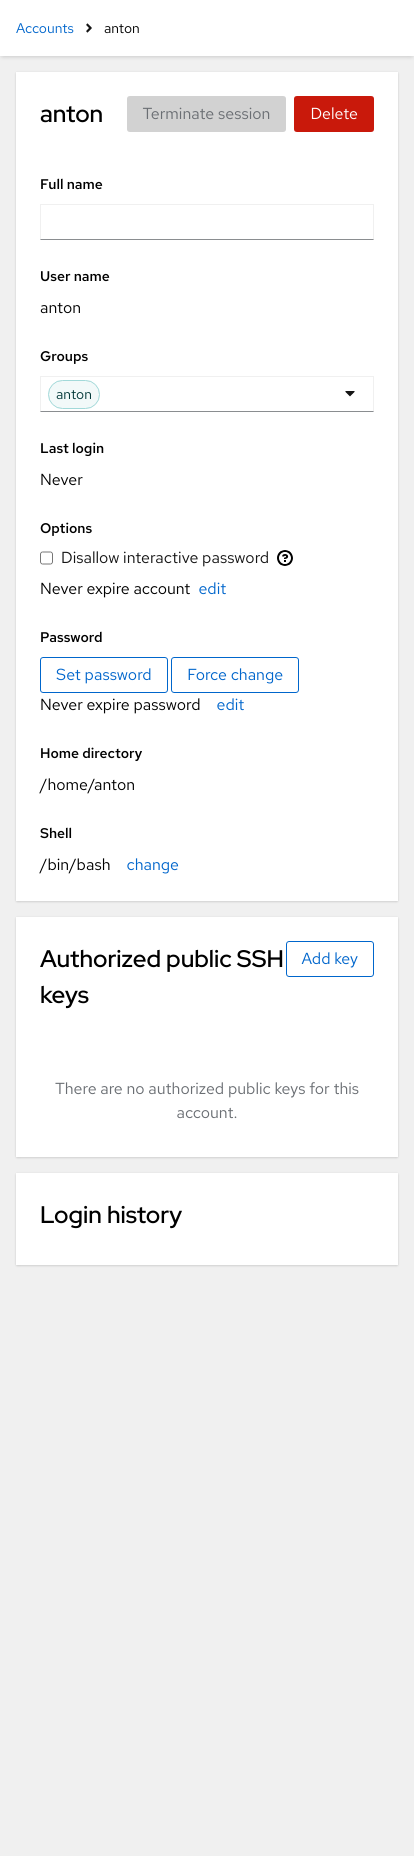 Accounts > anton
anton Terminate session Delete
Full name
User name
anton
Groups
anton
Last login
Never
Options
Disallow interactive password
Never expire account edit
Password
Set password Force change
Never expire password edit
Home directory
/home/anton
Shell
/bin/bash change
Authorized public SSH Add key
keys
There are no authorized public keys for this
account.
Login history